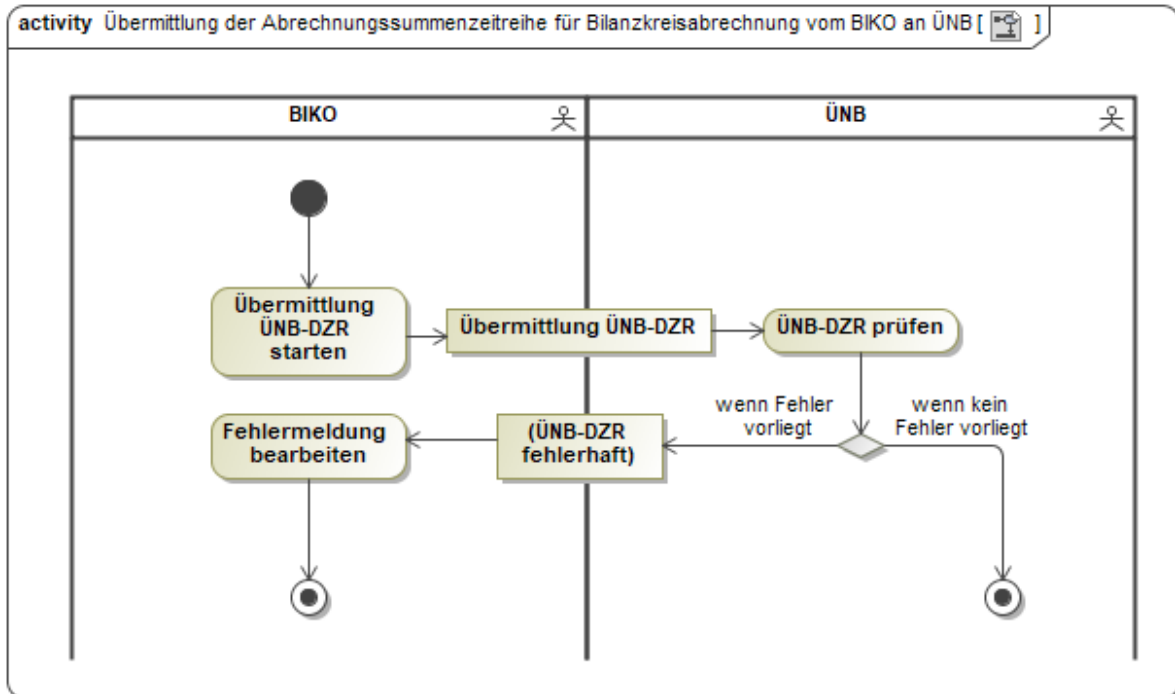 activity Übermittlung der Abrechnungssummenzeitreihe für Bilanzkreisabrechnung vom BIKO an ÜNB [ ]
BIKO
ÜNB
Übermittlung
ÜNB-DZR
starten
Übermittlung ÜNB-DZR
ÜNB-DZR prüfen
wenn Fehler
vorliegt
wenn kein
Fehler vorliegt
Fehlermeldung
bearbeiten
(ÜNB-DZR
fehlerhaft)